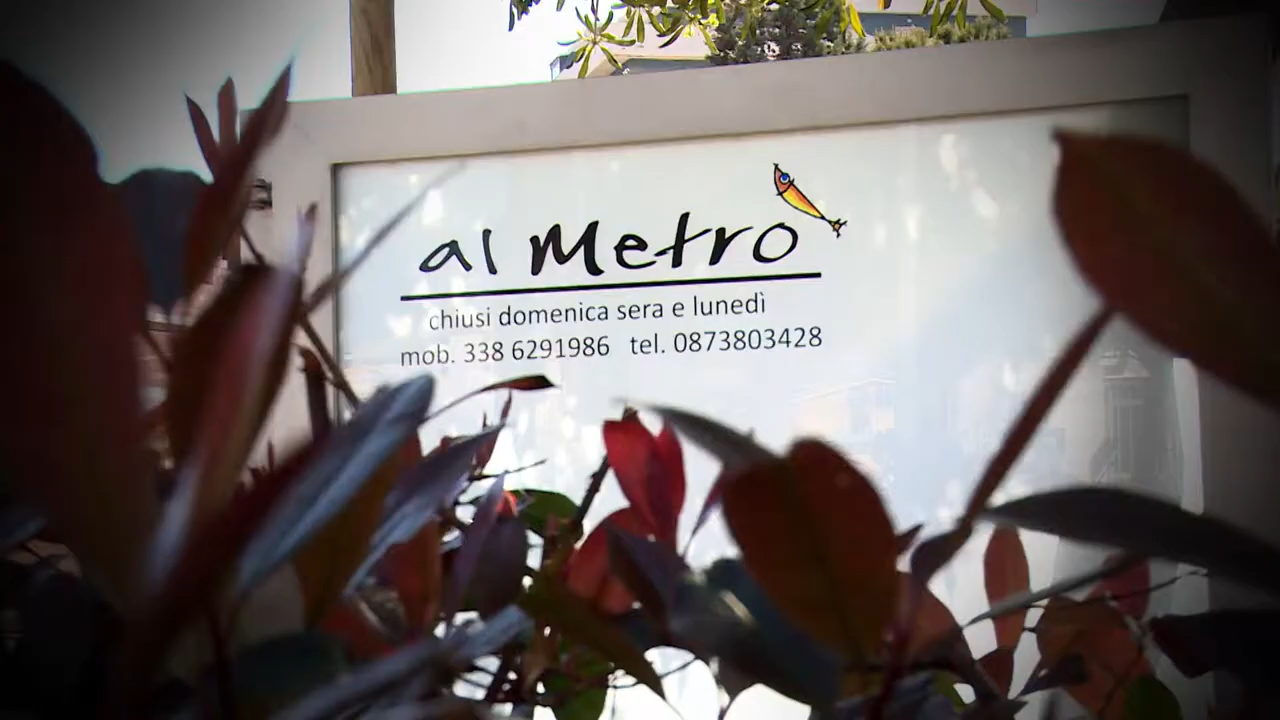 al Metro
chiusi domenica sera e lunedì
mob. 338 6291986 tel. 0873803428